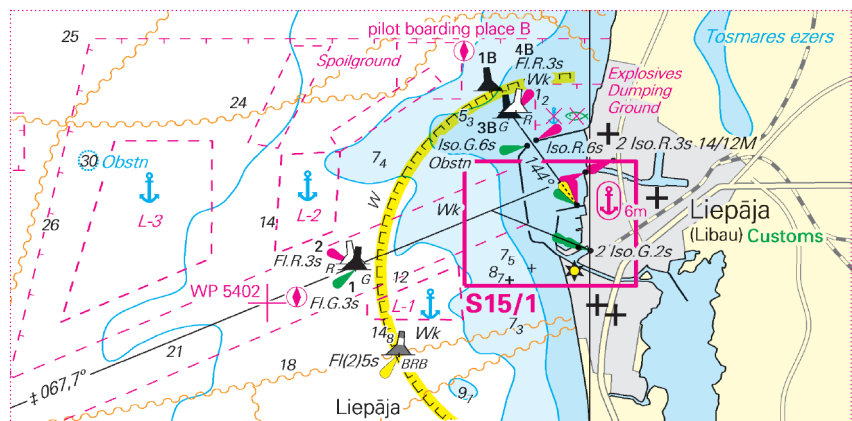 25
pilot boarding place B
Spoilground
1B
4B
Fl.R.3s
Wk
Tosmares ezers
Explosives
Dumping
Ground
24
5₃
1₂
3B
G
R
Iso.G.6s
Iso.R.6s
2 Iso.R.3s 14/12M
30 Obstn
7₄
Obstn
144°
L-3
L-2
W
Wk
6m
Liepāja
(Libau) Customs
26
14
2
Fl.R.3s
R
G
1
12
7₅
8₇
2 Iso.G.2s
WP 5402
Fl.G.3s
L-1
S15/1
14₈
Wk
7₃
21
18
Fl(2)5s
BRB
‡ 067,7°
Liepāja
9₁